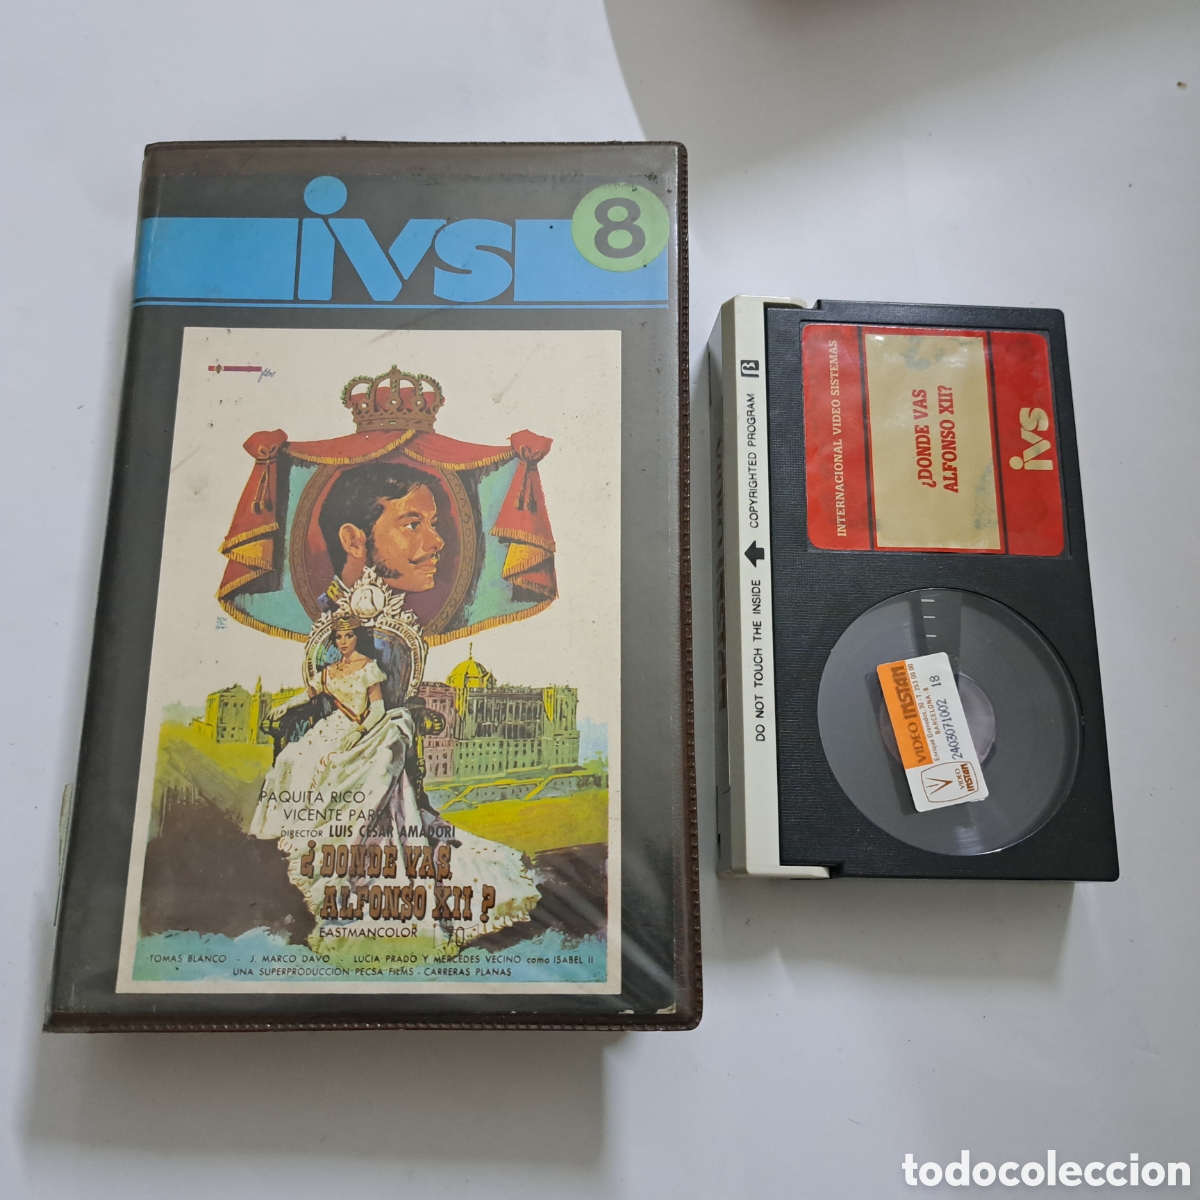 ivs
8
PAQUITA RICO
VICENTE PARRA
DIRECTOR LUIS CESAR AMADORI
¿DONDE VAS
ALFONSO XII?
EASTMANCOLOR
TOMAS BLANCO - J. MARCO DAVO - LUCIA PRADO Y MERCEDES VECINO como ISABEL II
UNA SUPERPRODUCCION PECSA FILMS - CARRERAS PLANAS
DO NOT TOUCH THE INSIDE COPYRIGHTED PROGRAM β
INTERNACIONAL VIDEO SISTEMAS
¿DONDE VAS
ALFONSO XII?
ivs
VIDEO INSTAN
BARCELONA-8
2403071002 18
VIDEO
INSTAN
todocoleccion